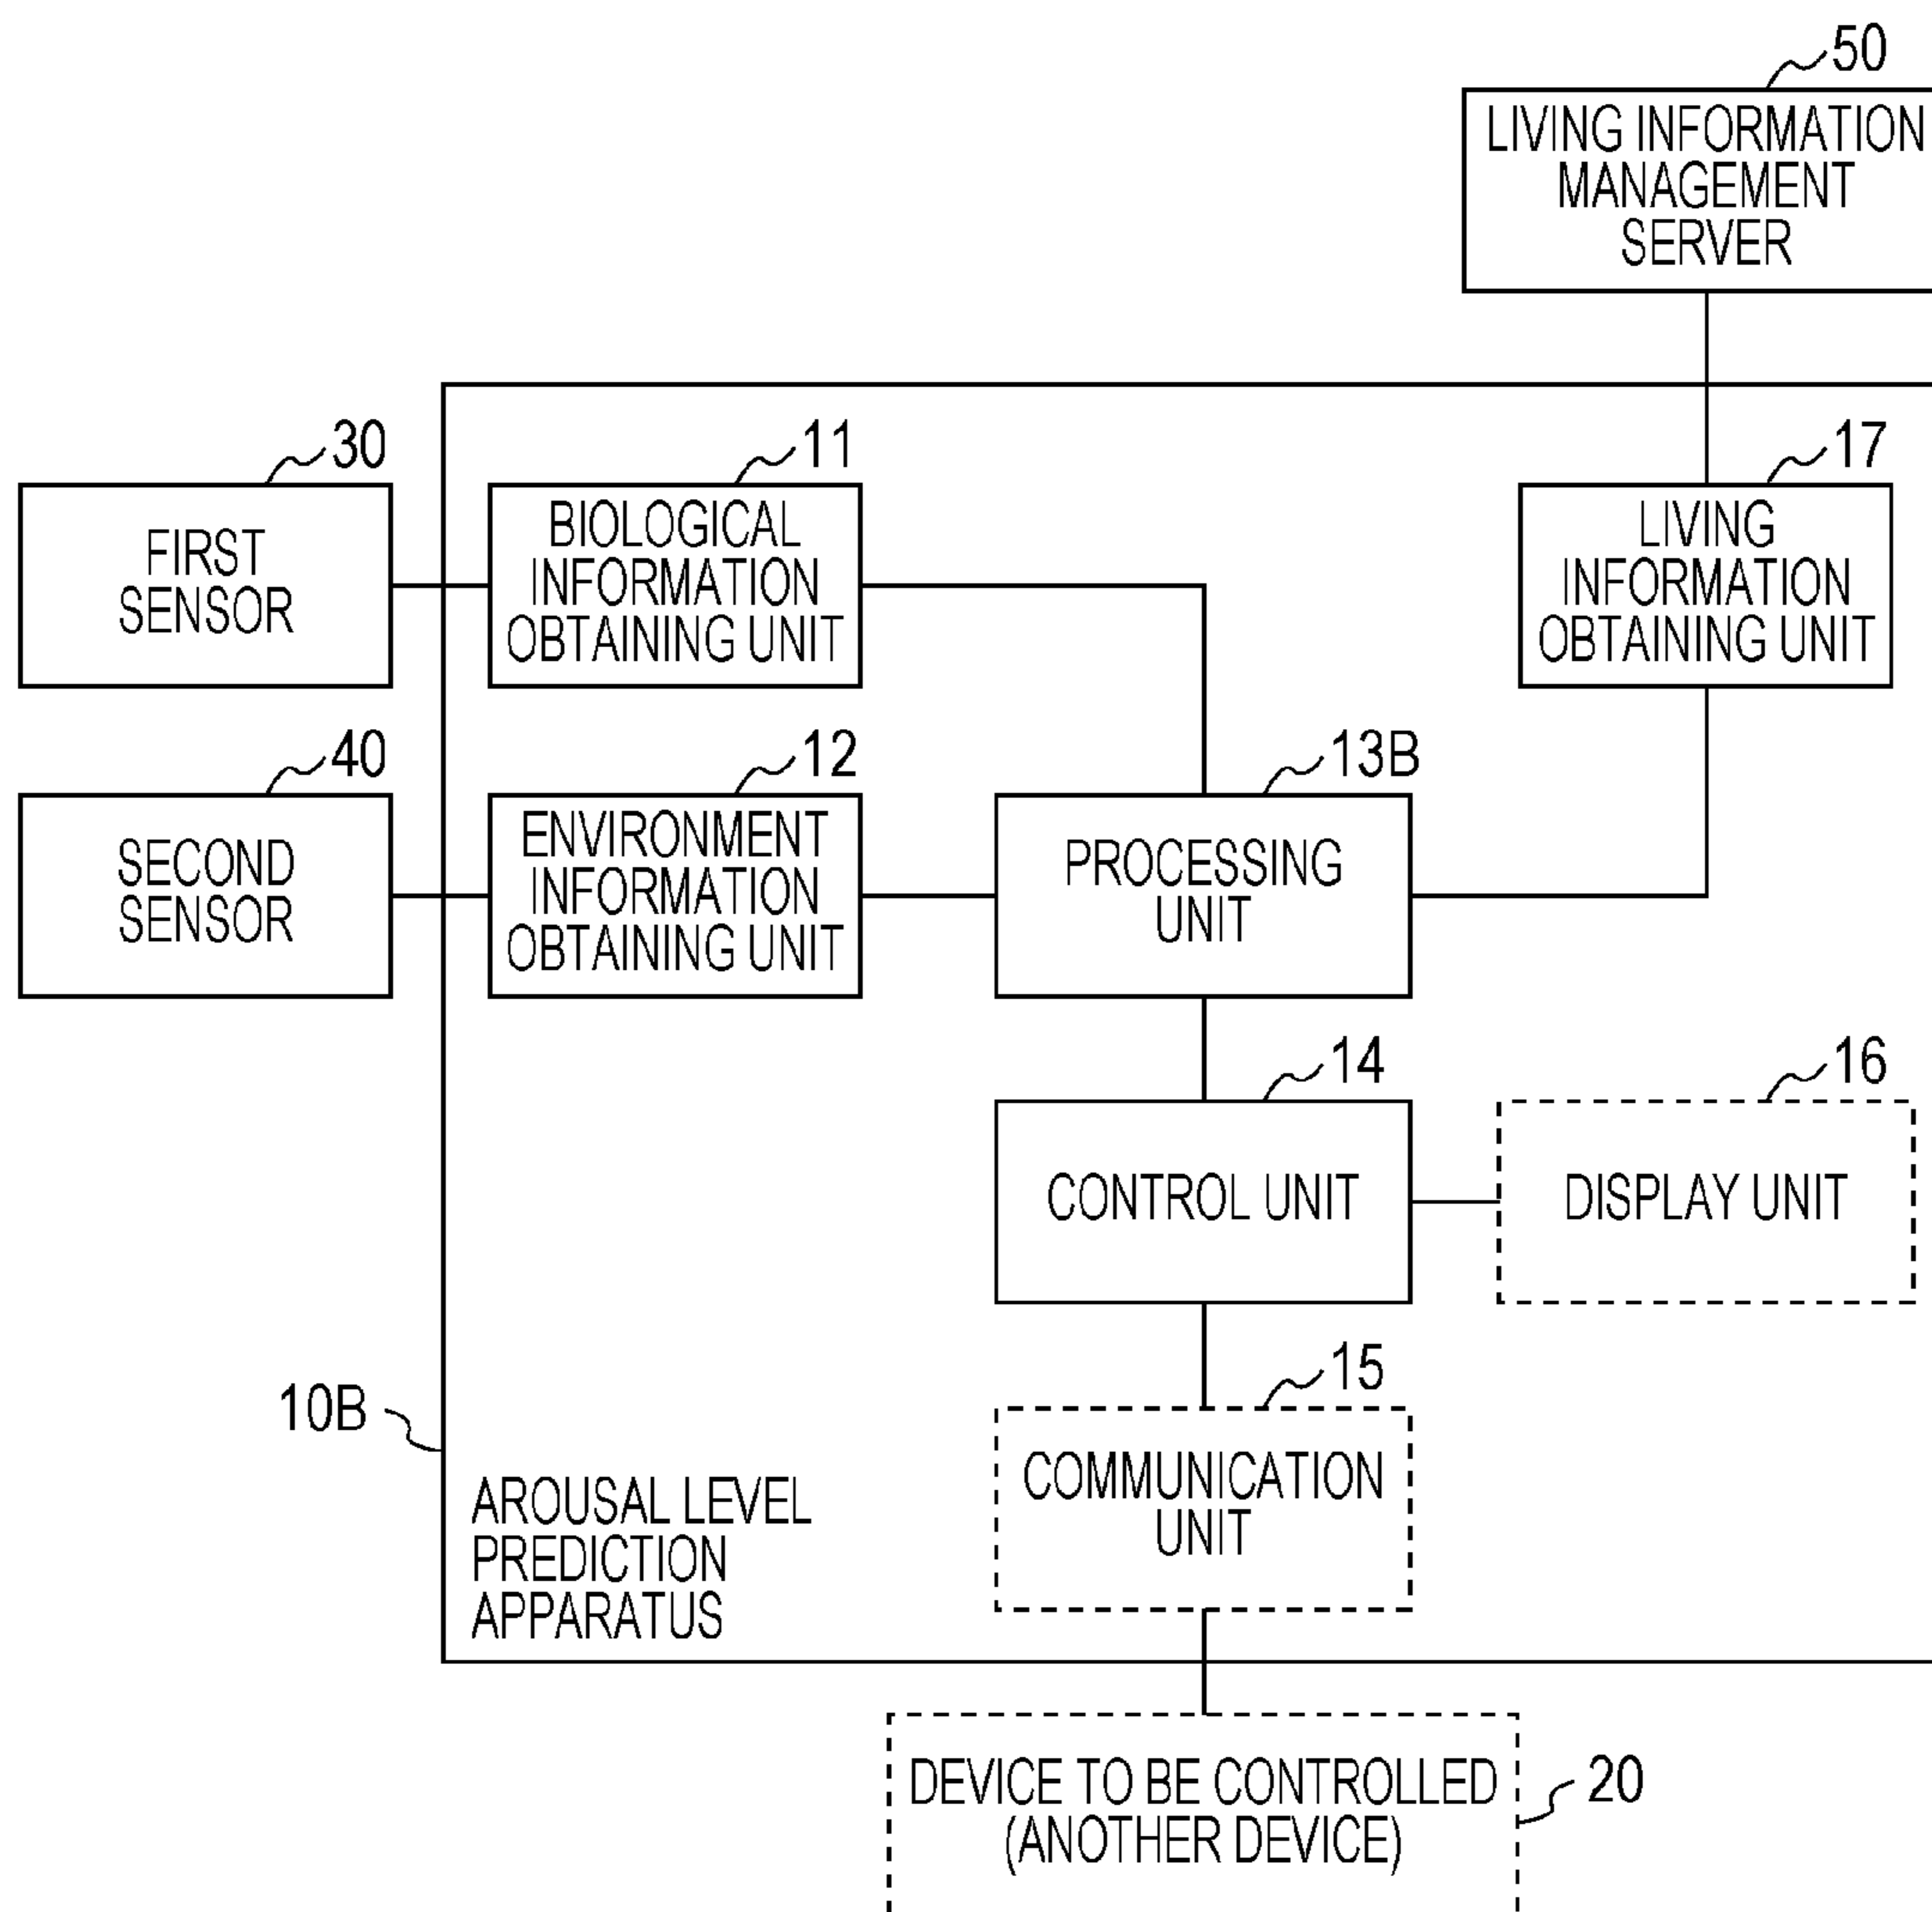 50
LIVING INFORMATION
MANAGEMENT
SERVER
30
FIRST
SENSOR
11
BIOLOGICAL
INFORMATION
OBTAINING UNIT
17
LIVING
INFORMATION
OBTAINING UNIT
40
SECOND
SENSOR
12
ENVIRONMENT
INFORMATION
OBTAINING UNIT
13B
PROCESSING
UNIT
14
CONTROL UNIT
16
DISPLAY UNIT
15
COMMUNICATION
UNIT
10B
AROUSAL LEVEL
PREDICTION
APPARATUS
DEVICE TO BE CONTROLLED
(ANOTHER DEVICE)
20